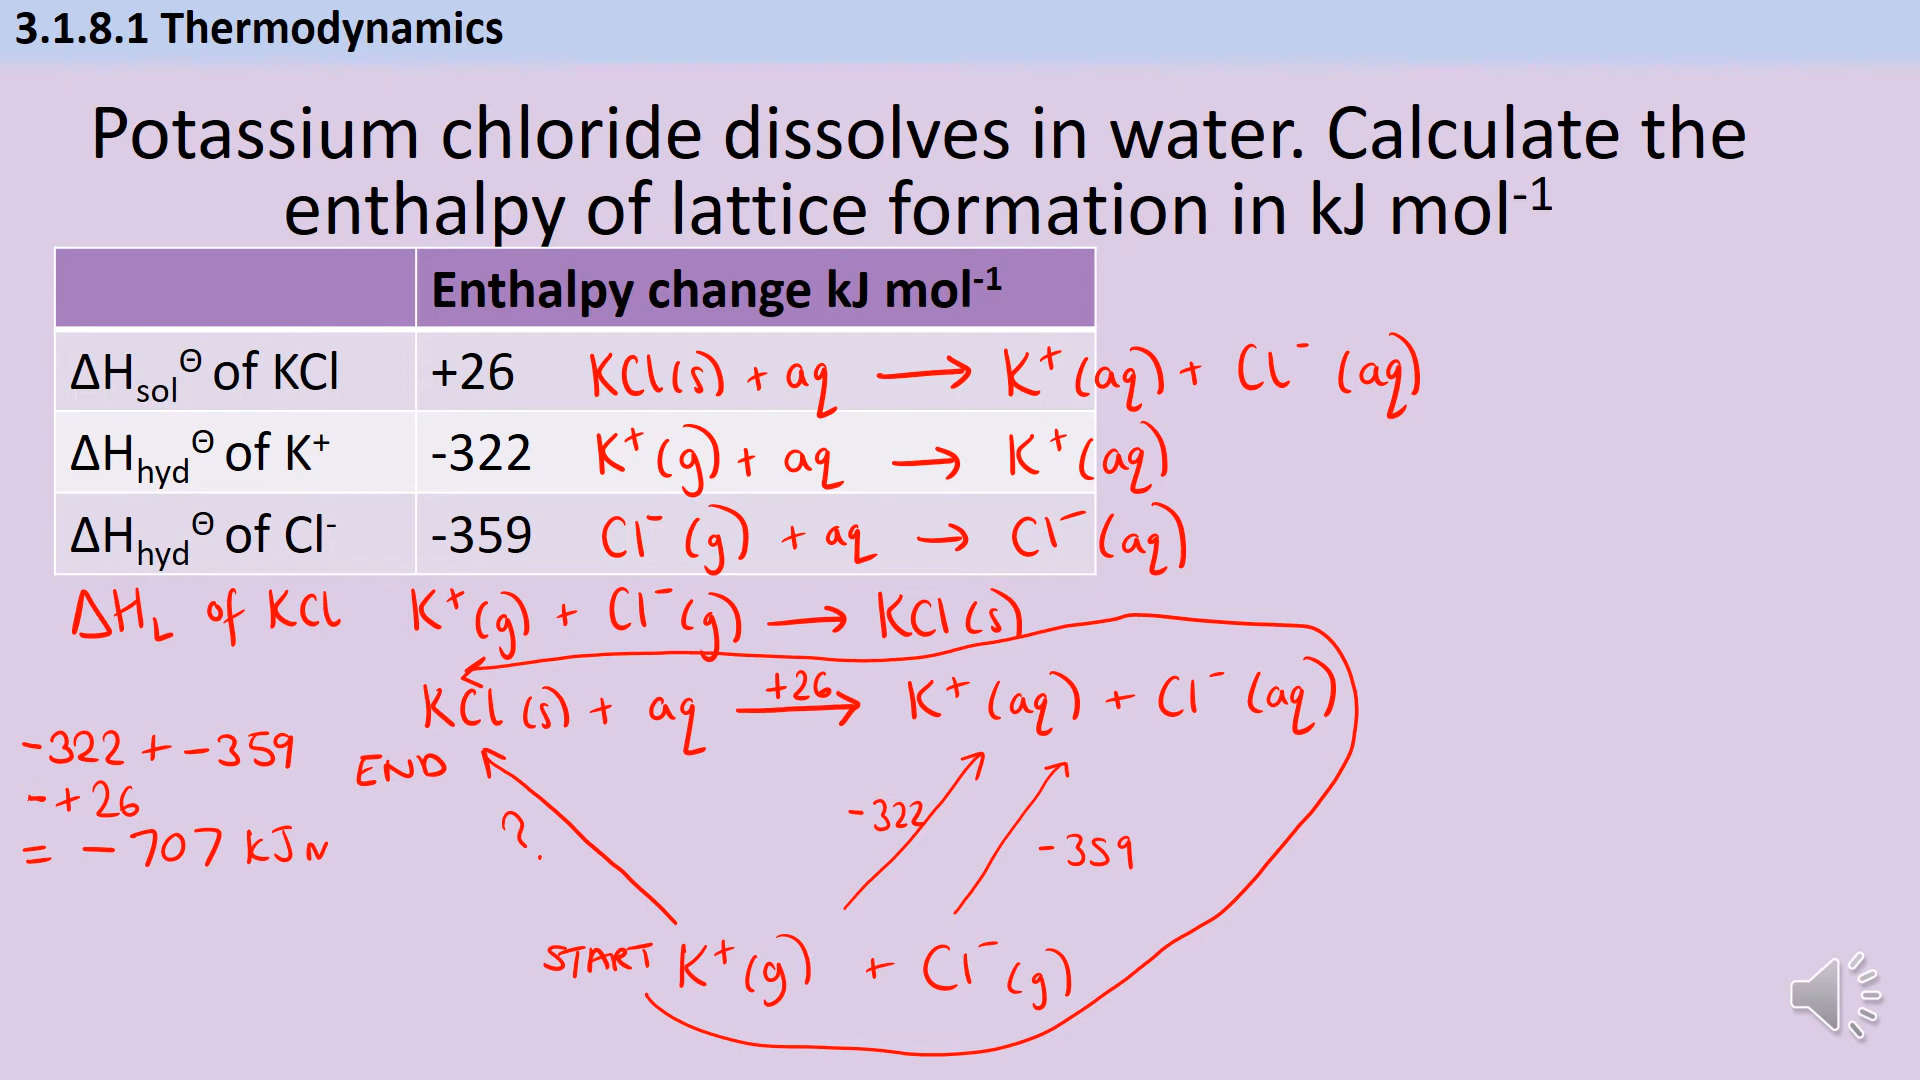 3.1.8.1 Thermodynamics
Potassium chloride dissolves in water. Calculate the
enthalpy of lattice formation in kJ mol⁻¹
Enthalpy change kJ mol⁻¹
ΔHsol^Θ of KCl +26 KCl(s) + aq ⟶ K⁺(aq) + Cl⁻(aq)
ΔHhyd^Θ of K⁺ -322 K⁺(g) + aq → K⁺(aq)
ΔHhyd^Θ of Cl⁻ -359 Cl⁻(g) + aq → Cl⁻(aq)
ΔHL of KCl K⁺(g) + Cl⁻(g) ⟶ KCl(s)
+26
KCl(s) + aq ⟶ K⁺(aq) + Cl⁻(aq)
-322 + -359
- + 26
= -707 kJ
END
?
-322
-359
START K⁺(g) + Cl⁻(g)